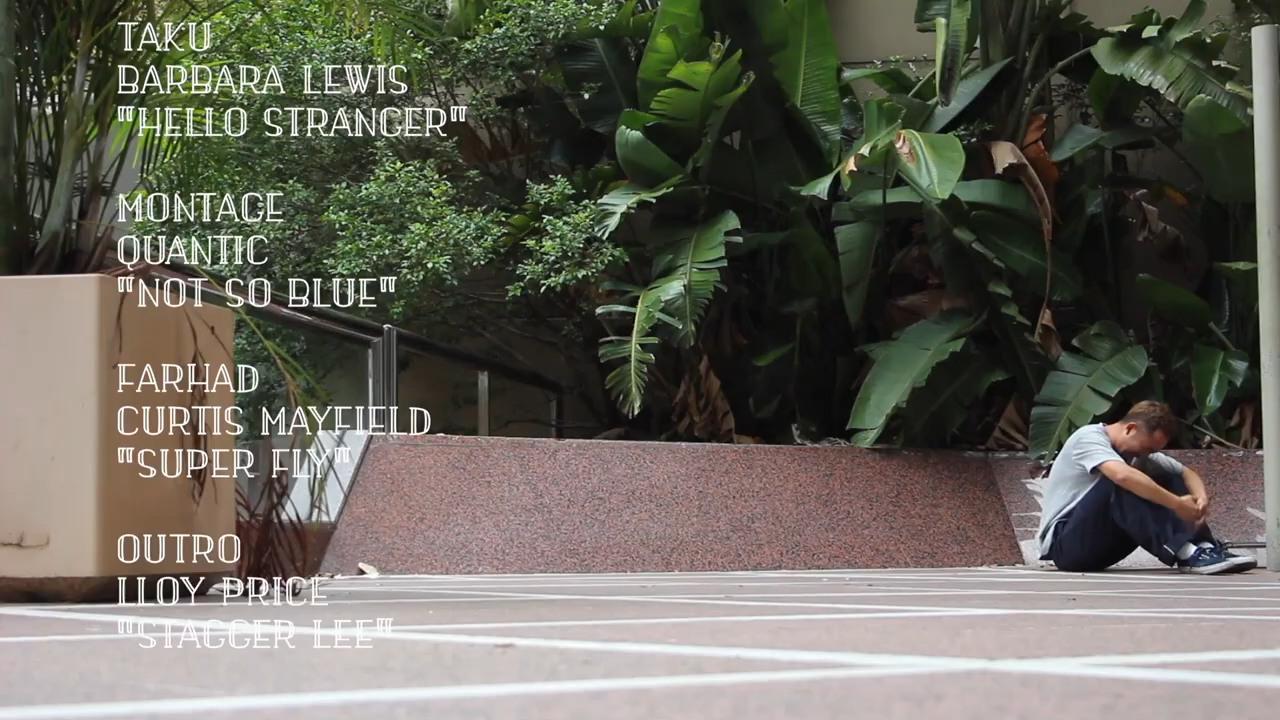 TAKU
BARBARA LEWIS
"HELLO STRANGER"
MONTAGE
QUANTIC
"NOT SO BLUE"
FARHAD
CURTIS MAYFIELD
"SUPER FLY"
OUTRO
LLOY PRICE
"STAGGER LEE"